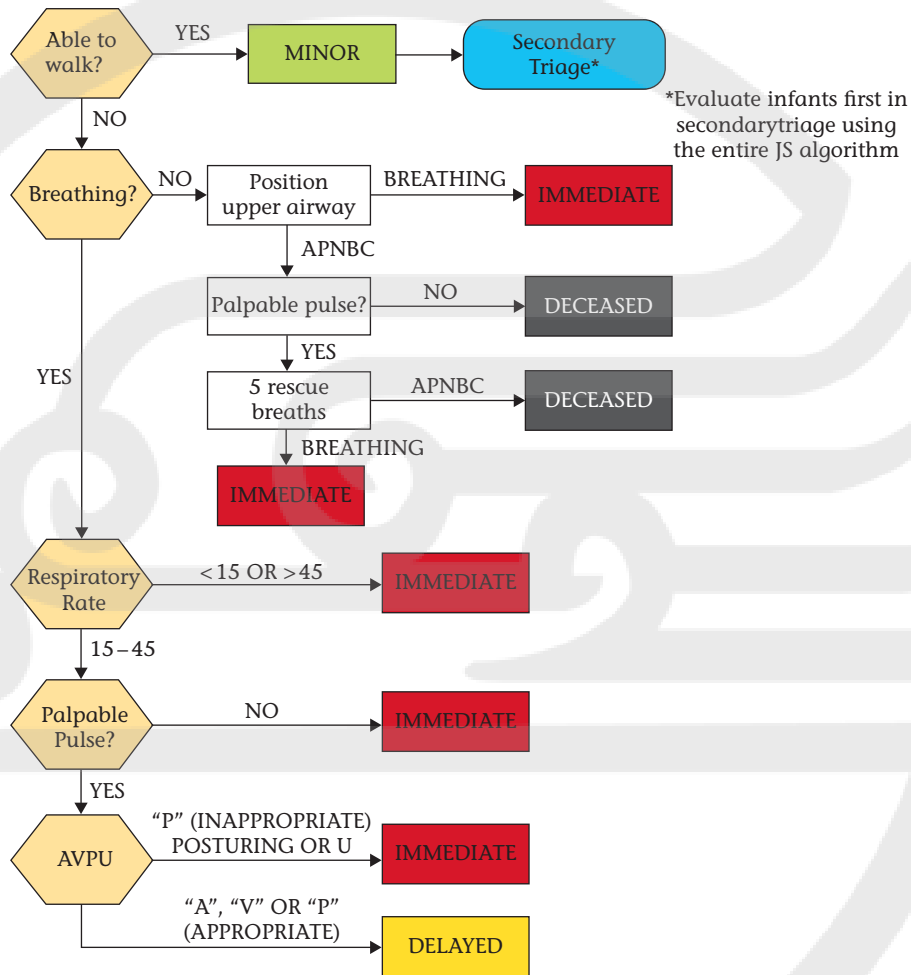 Able to
walk?
YES
MINOR
Secondary
Triage*
*Evaluate infants first in
secondarytriage using
the entire JS algorithm
NO
Breathing?
NO
Position
upper airway
BREATHING
IMMEDIATE
APNBC
Palpable pulse?
NO
DECEASED
YES
YES
5 rescue
breaths
APNBC
DECEASED
BREATHING
IMMEDIATE
Respiratory
Rate
<15 OR >45
IMMEDIATE
15–45
Palpable
Pulse?
NO
IMMEDIATE
YES
AVPU
“P” (INAPPROPRIATE)
POSTURING OR U
IMMEDIATE
“A”, “V” OR “P”
(APPROPRIATE)
DELAYED